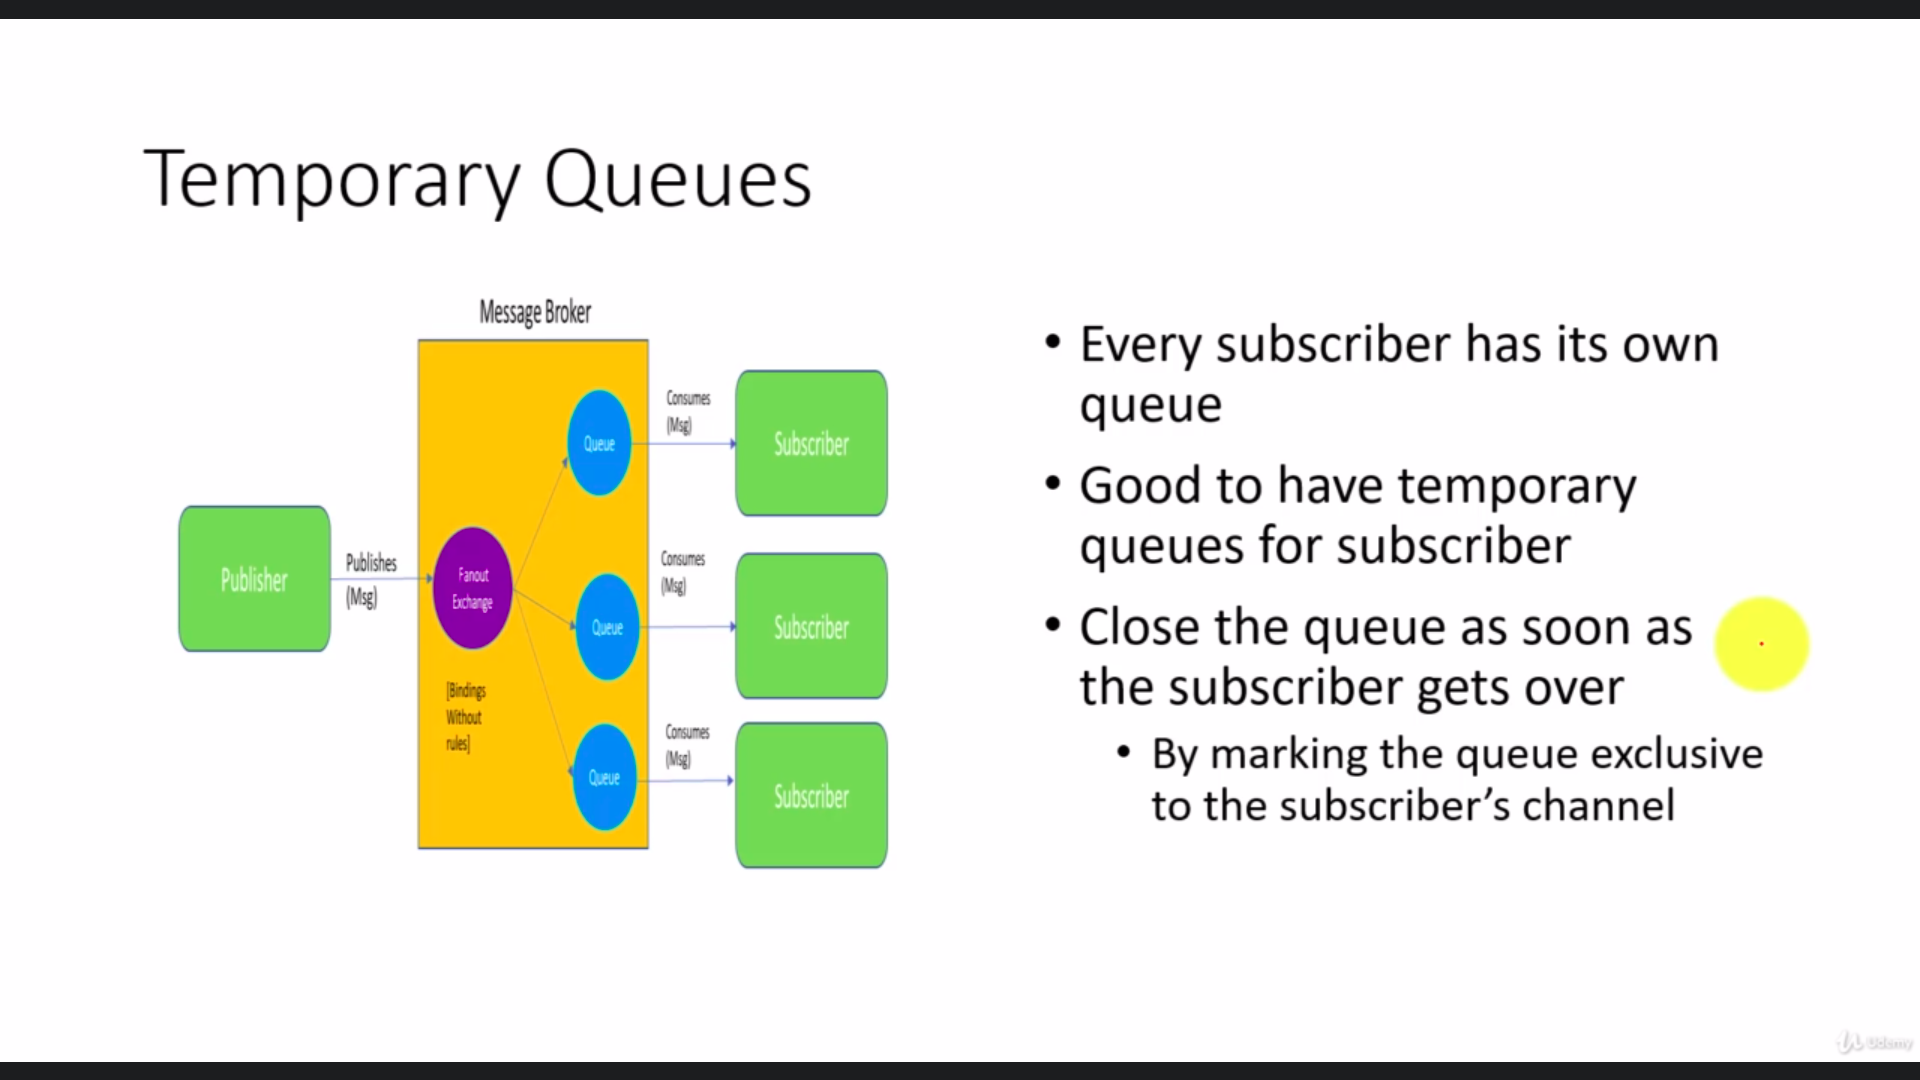 Temporary Queues
Message Broker
Publisher
Publishes
(Msg)
Fanout
Exchange
[Bindings
Without
rules]
Queue
Consumes
(Msg)
Subscriber
Queue
Consumes
(Msg)
Subscriber
Queue
Consumes
(Msg)
Subscriber
• Every subscriber has its own
queue
• Good to have temporary
queues for subscriber
• Close the queue as soon as
the subscriber gets over
• By marking the queue exclusive
to the subscriber’s channel
Udemy